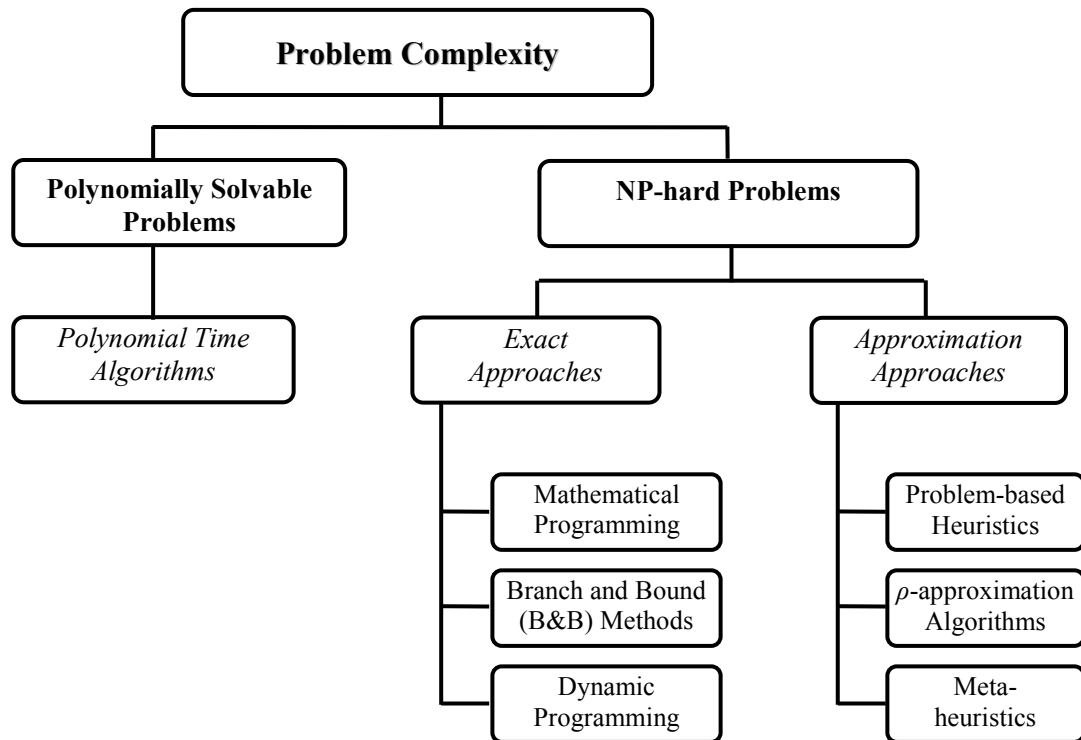 Problem Complexity
Polynomially Solvable
Problems
NP-hard Problems
Polynomial Time
Algorithms
Exact
Approaches
Approximation
Approaches
Mathematical
Programming
Branch and Bound
(B&B) Methods
Dynamic
Programming
Problem-based
Heuristics
ρ-approximation
Algorithms
Meta-
heuristics